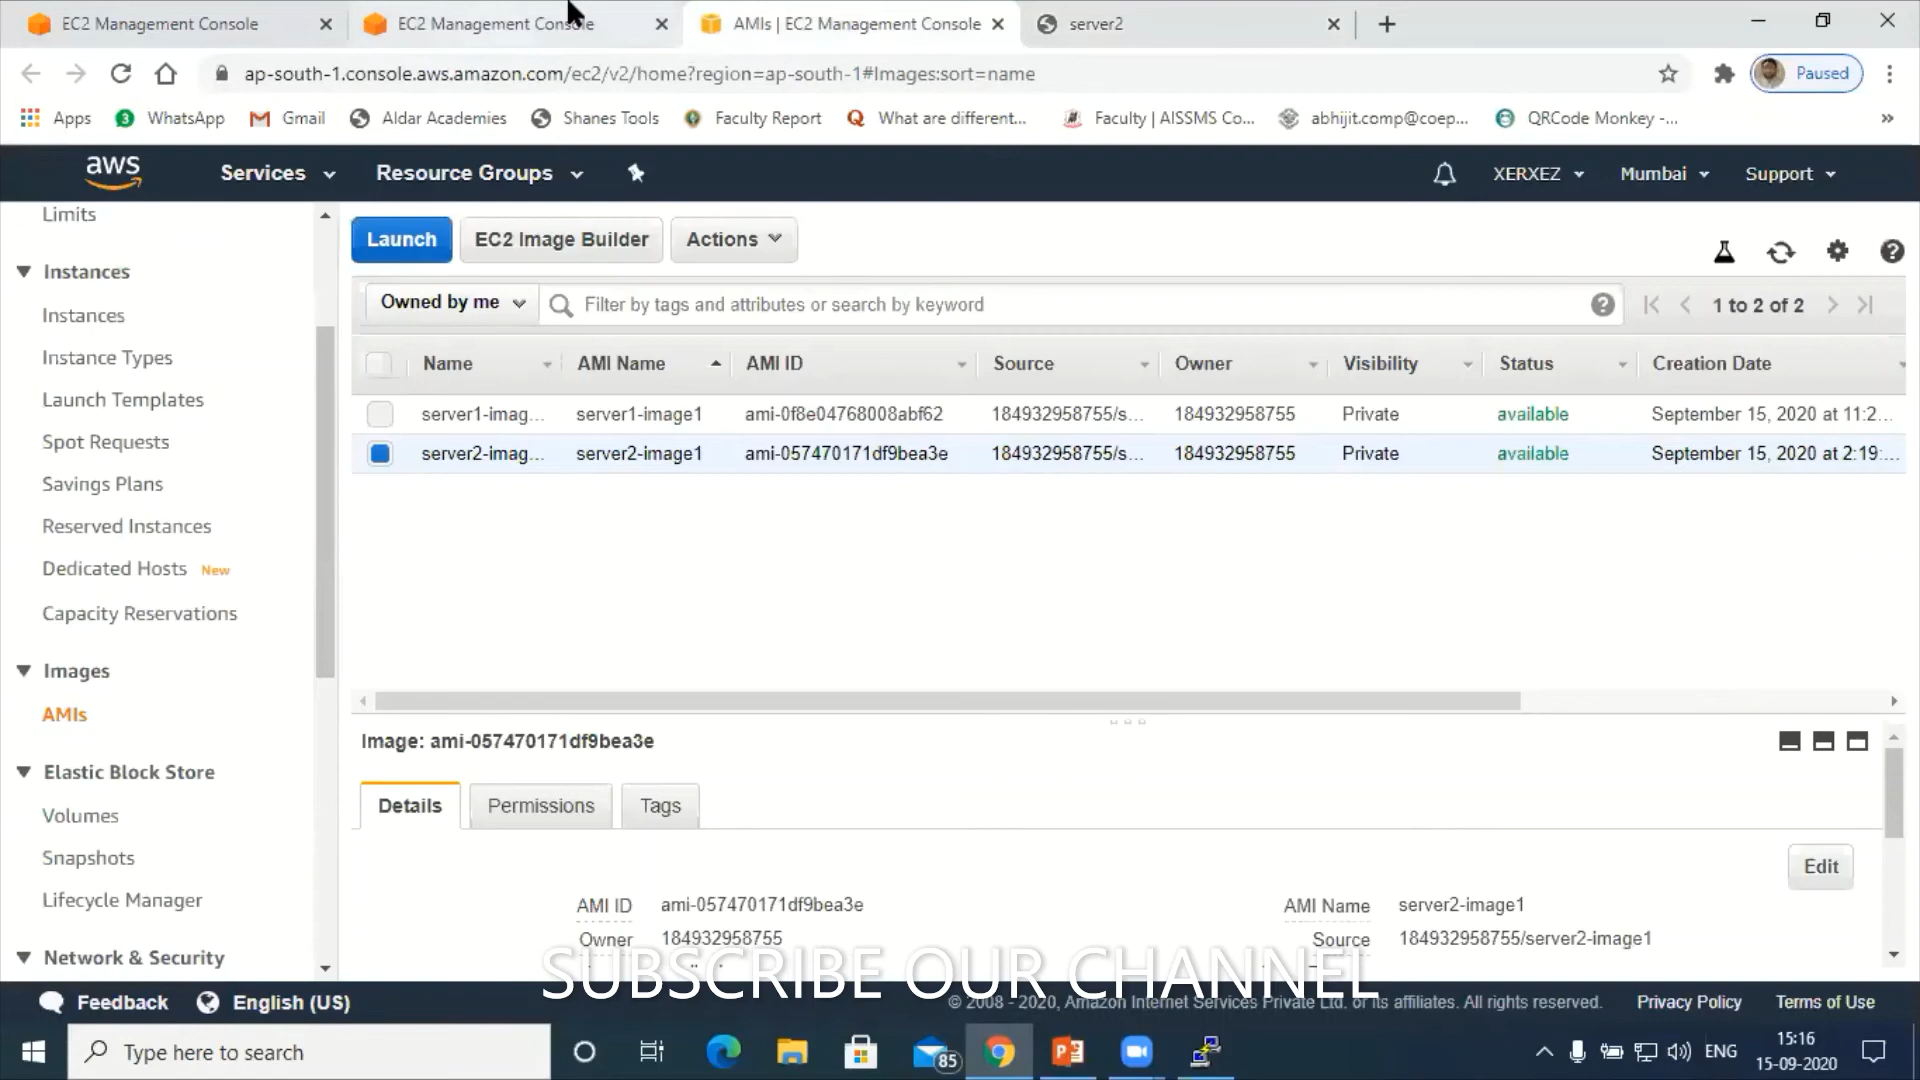 EC2 Management Console
EC2 Management Console
AMIs | EC2 Management Console
server2
ap-south-1.console.aws.amazon.com/ec2/v2/home?region=ap-south-1#Images:sort=name
Paused
Apps
3
WhatsApp
Gmail
Aldar Academies
Shanes Tools
Faculty Report
What are different...
Faculty | AISSMS Co...
abhijit.comp@coep...
QRCode Monkey -...
»
aws
Services
Resource Groups
XERXEZ
Mumbai
Support
Limits
Instances
Instances
Instance Types
Launch Templates
Spot Requests
Savings Plans
Reserved Instances
Dedicated Hosts New
Capacity Reservations
Images
AMIs
Elastic Block Store
Volumes
Snapshots
Lifecycle Manager
Network & Security
Launch
EC2 Image Builder
Actions
Owned by me
Filter by tags and attributes or search by keyword
1 to 2 of 2
Name AMI Name AMI ID Source Owner Visibility Status Creation Date
server1-imag... server1-image1 ami-0f8e04768008abf62 184932958755/s... 184932958755 Private available September 15, 2020 at 11:2...
server2-imag... server2-image1 ami-057470171df9bea3e 184932958755/s... 184932958755 Private available September 15, 2020 at 2:19:...
Image: ami-057470171df9bea3e
Details
Permissions
Tags
Edit
AMI ID ami-057470171df9bea3e
AMI Name server2-image1
Owner 184932958755
Source 184932958755/server2-image1
SUBSCRIBE OUR CHANNEL
Feedback
English (US)
© 2008 - 2020, Amazon Internet Services Private Ltd. or its affiliates. All rights reserved.
Privacy Policy
Terms of Use
Type here to search
85
ENG
15:16
15-09-2020